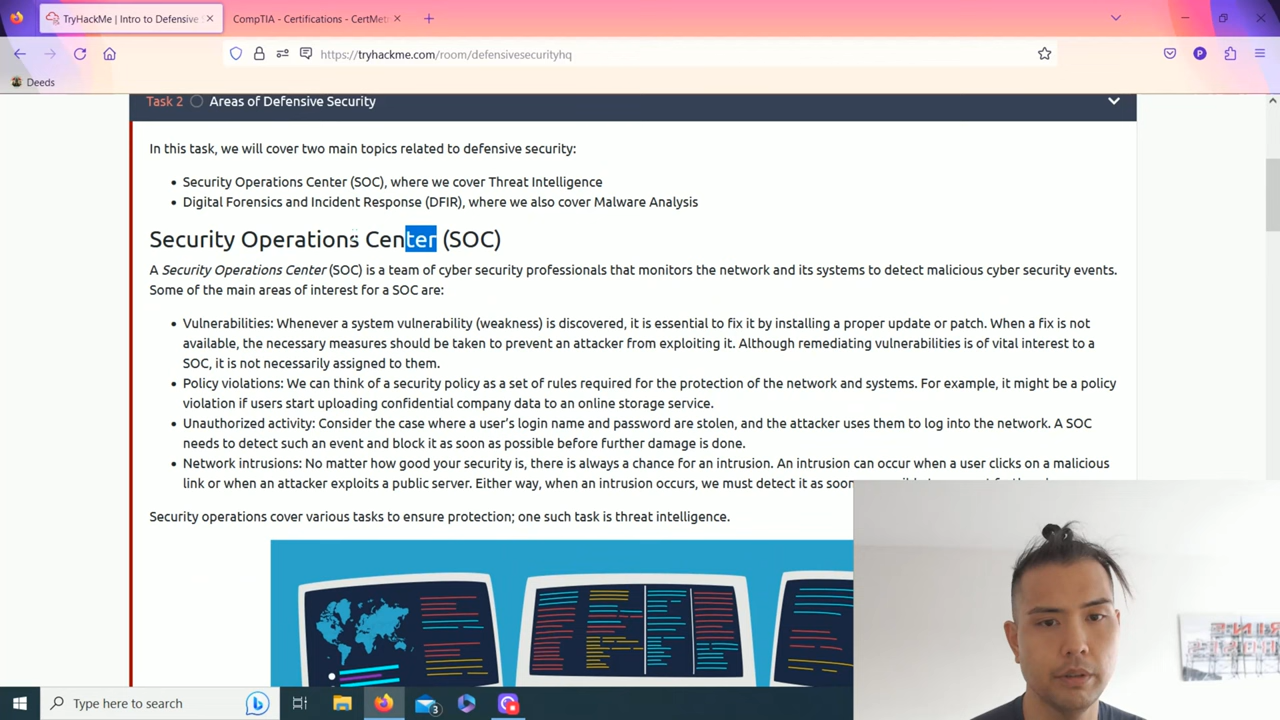 TryHackMe | Intro to Defensive
CompTIA - Certifications - CertMet
https://tryhackme.com/room/defensivesecurityhq
Deeds
Task 2 Areas of Defensive Security
In this task, we will cover two main topics related to defensive security:
• Security Operations Center (SOC), where we cover Threat Intelligence
• Digital Forensics and Incident Response (DFIR), where we also cover Malware Analysis
Security Operations Center (SOC)
A Security Operations Center (SOC) is a team of cyber security professionals that monitors the network and its systems to detect malicious cyber security events.
Some of the main areas of interest for a SOC are:
• Vulnerabilities: Whenever a system vulnerability (weakness) is discovered, it is essential to fix it by installing a proper update or patch. When a fix is not
available, the necessary measures should be taken to prevent an attacker from exploiting it. Although remediating vulnerabilities is of vital interest to a
SOC, it is not necessarily assigned to them.
• Policy violations: We can think of a security policy as a set of rules required for the protection of the network and systems. For example, it might be a policy
violation if users start uploading confidential company data to an online storage service.
• Unauthorized activity: Consider the case where a user's login name and password are stolen, and the attacker uses them to log into the network. A SOC
needs to detect such an event and block it as soon as possible before further damage is done.
• Network intrusions: No matter how good your security is, there is always a chance for an intrusion. An intrusion can occur when a user clicks on a malicious
link or when an attacker exploits a public server. Either way, when an intrusion occurs, we must detect it as soon
Security operations cover various tasks to ensure protection; one such task is threat intelligence.
Type here to search
3